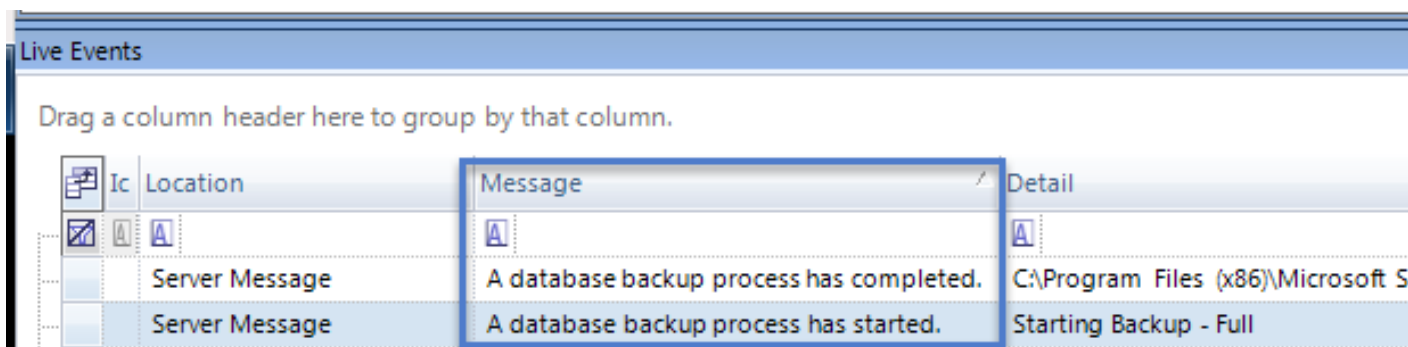 Live Events
Drag a column header here to group by that column.
Ic Location Message Detail
A A A A
Server Message A database backup process has completed. C:\Program Files (x86)\Microsoft S
Server Message A database backup process has started. Starting Backup - Full